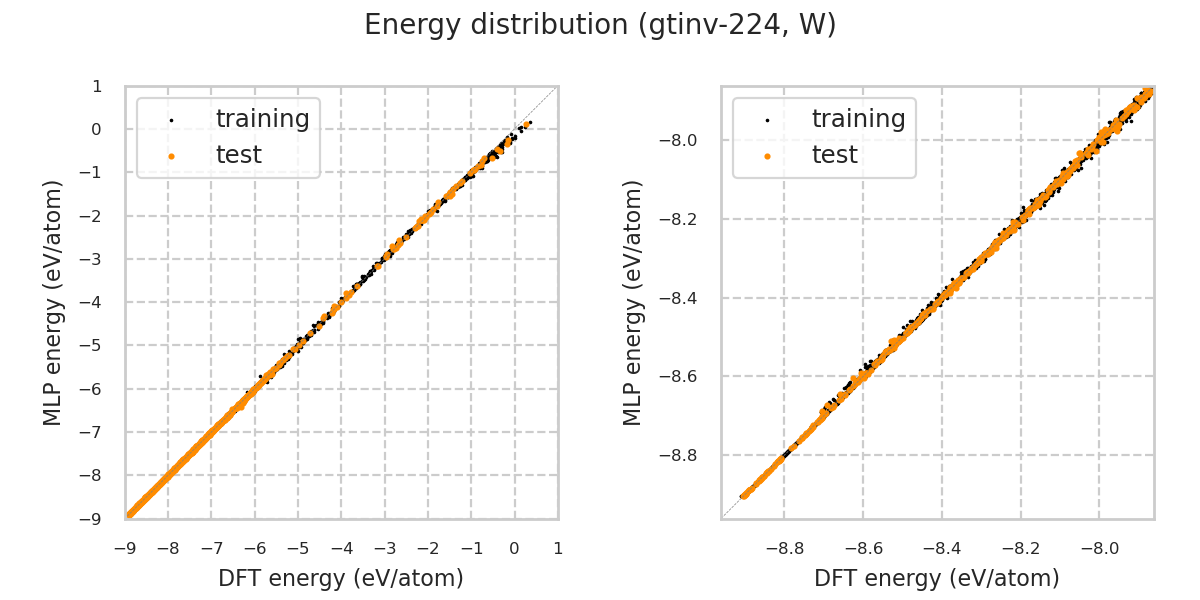 Energy distribution (gtinv-224, W)
training
test
1
0
−1
−2
−3
−4
−5
−6
−7
−8
−9
MLP energy (eV/atom)
−9 −8 −7 −6 −5 −4 −3 −2 −1 0 1
DFT energy (eV/atom)
training
test
−8.0
−8.2
−8.4
−8.6
−8.8
MLP energy (eV/atom)
−8.8 −8.6 −8.4 −8.2 −8.0
DFT energy (eV/atom)